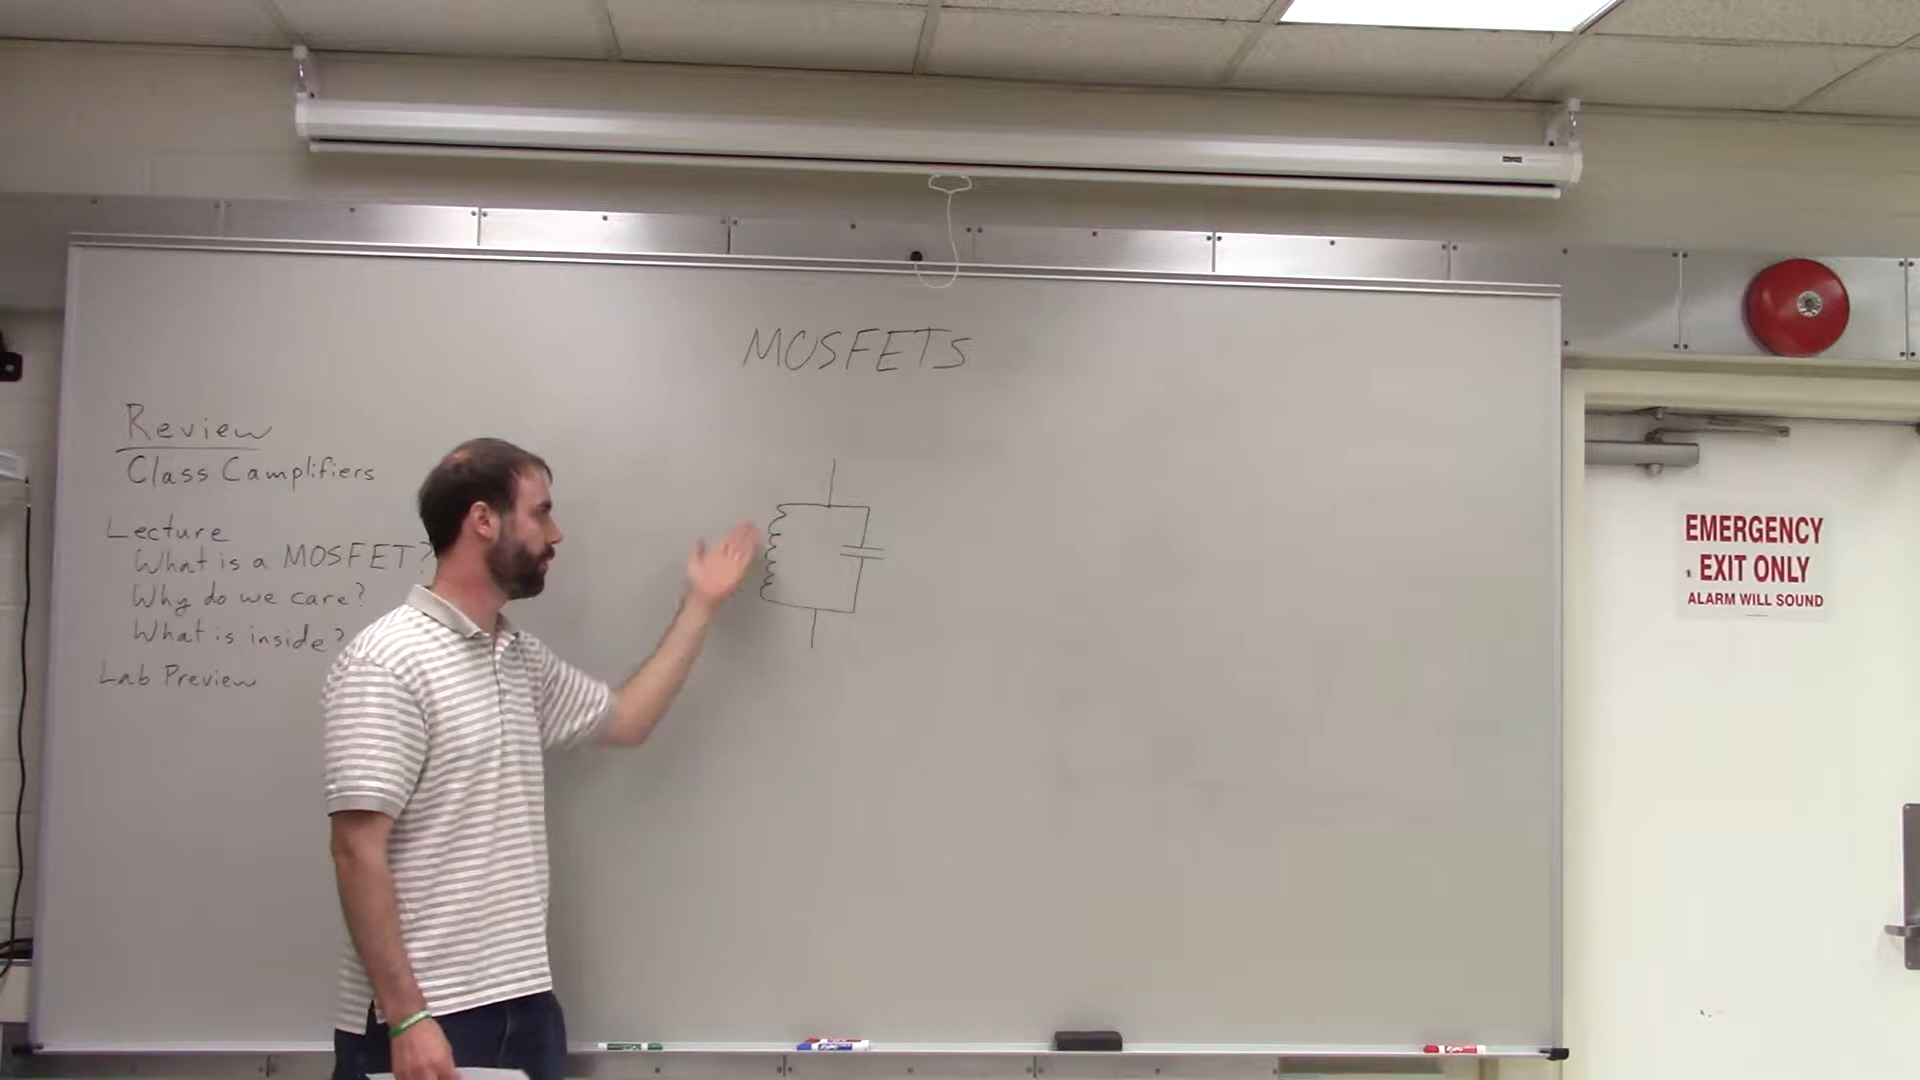 MOSFETS
Review
Class C amplifiers
Lecture
What is a MOSFET?
Why do we care?
What is inside?
Lab Preview
EMERGENCY
EXIT ONLY
ALARM WILL SOUND